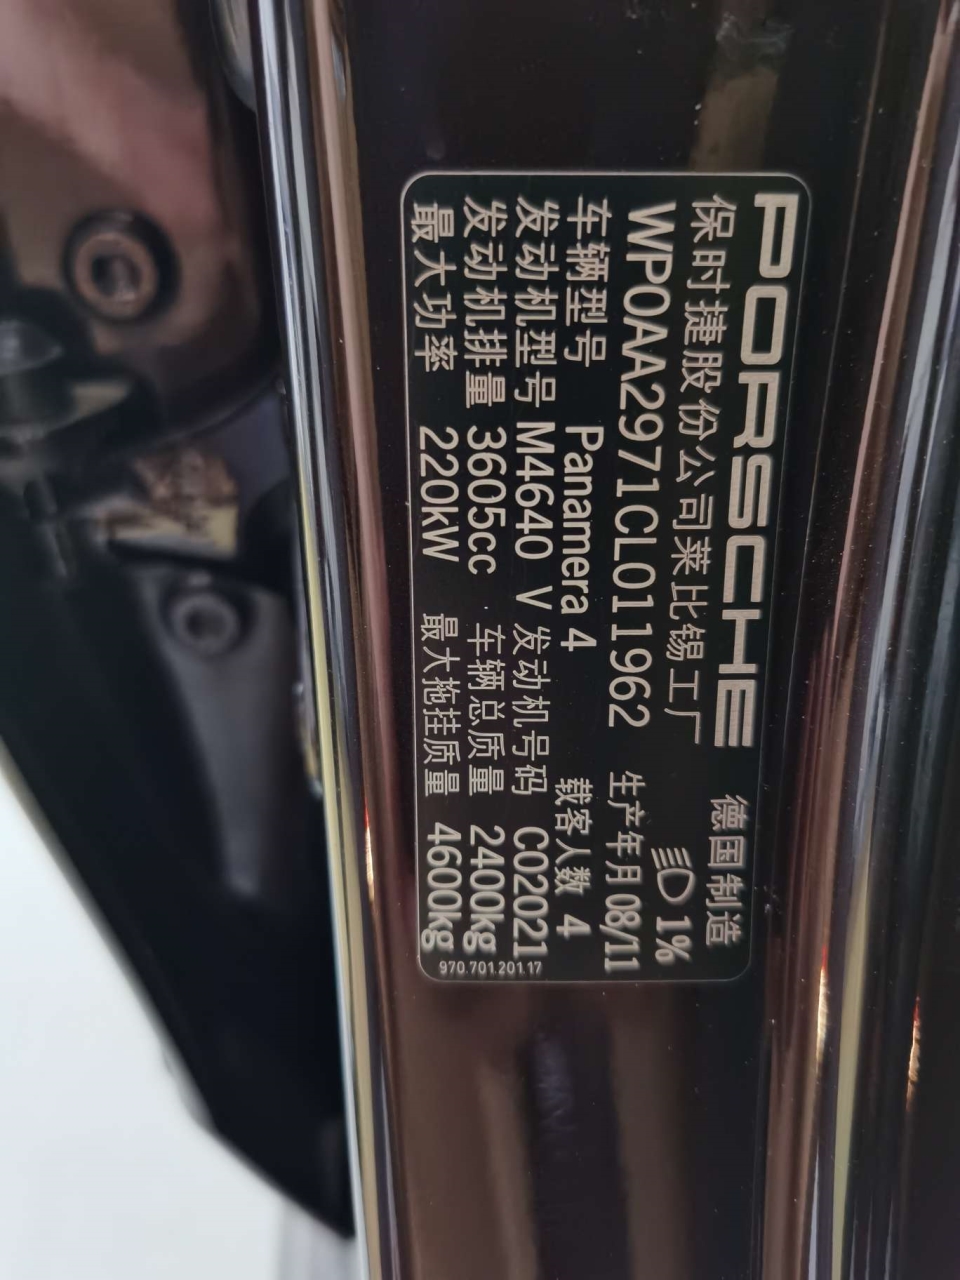 PORSCHE 德国制造
保时捷股份公司莱比锡工厂 1%
WP0AA2971CL011962 生产年月 08/11
车辆型号 Panamera 4 载客人数 4
发动机型号 M4640 V 发动机号码 C02021
发动机排量 3605cc 车辆总质量 2400kg
最大功率 220kW 最大拖挂质量 4600kg
970.701.201.17